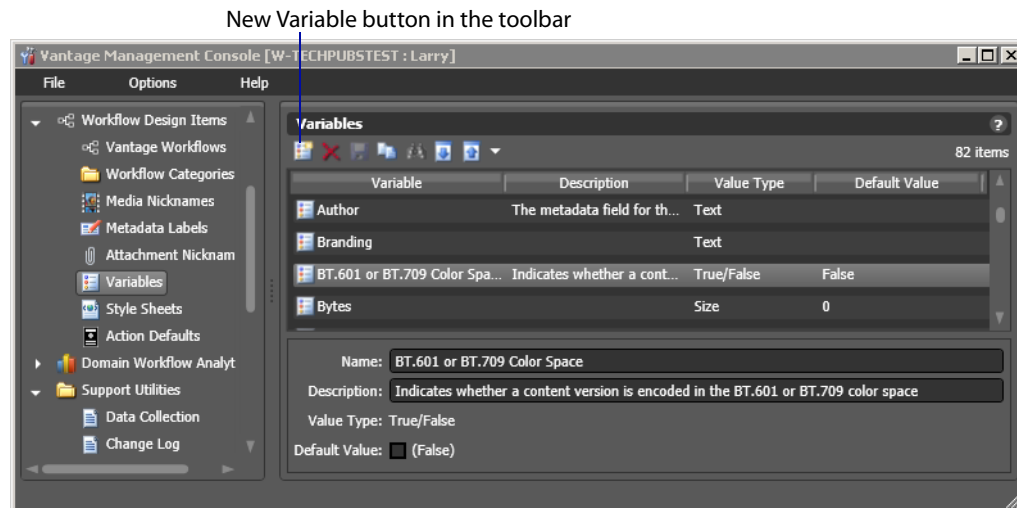 New Variable button in the toolbar
Vantage Management Console [W-TECHPUBSTEST : Larry]
File Options Help
Workflow Design Items
Vantage Workflows
Workflow Categories
Media Nicknames
Metadata Labels
Attachment Nicknam
Variables
Style Sheets
Action Defaults
Domain Workflow Analyt
Support Utilities
Data Collection
Change Log
Variables ?
82 items
Variable Description Value Type Default Value
Author The metadata field for th... Text
Branding Text
BT.601 or BT.709 Color Spa... Indicates whether a cont... True/False False
Bytes Size 0
Name: BT.601 or BT.709 Color Space
Description: Indicates whether a content version is encoded in the BT.601 or BT.709 color space
Value Type: True/False
Default Value: (False)